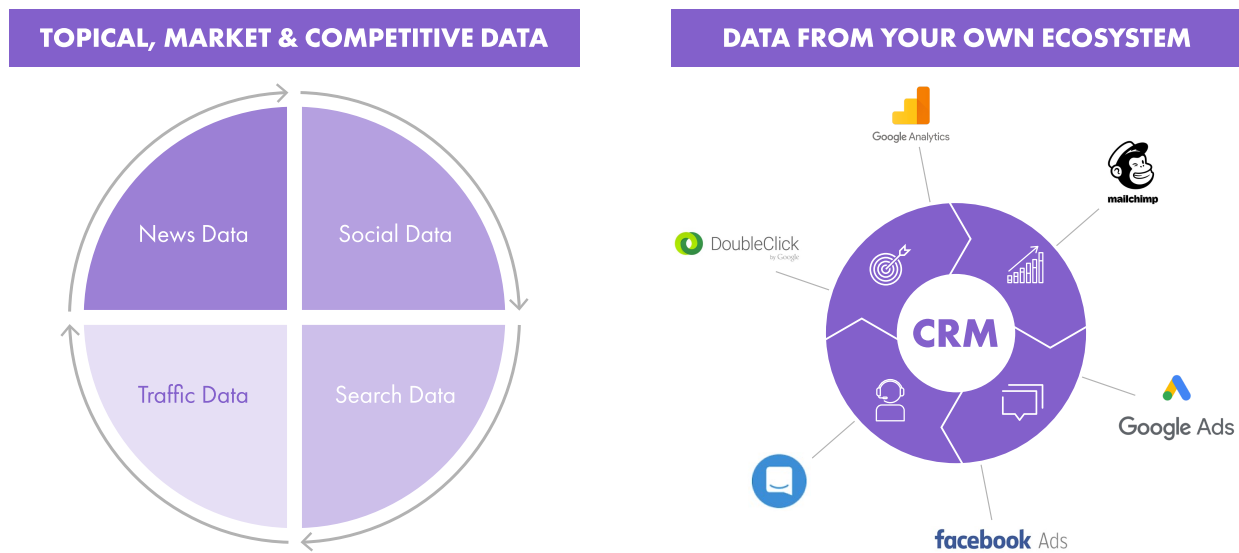 TOPICAL, MARKET & COMPETITIVE DATA
News Data
Social Data
Traffic Data
Search Data
DATA FROM YOUR OWN ECOSYSTEM
Google Analytics
mailchimp
DoubleClick
by Google
CRM
Google Ads
facebook Ads